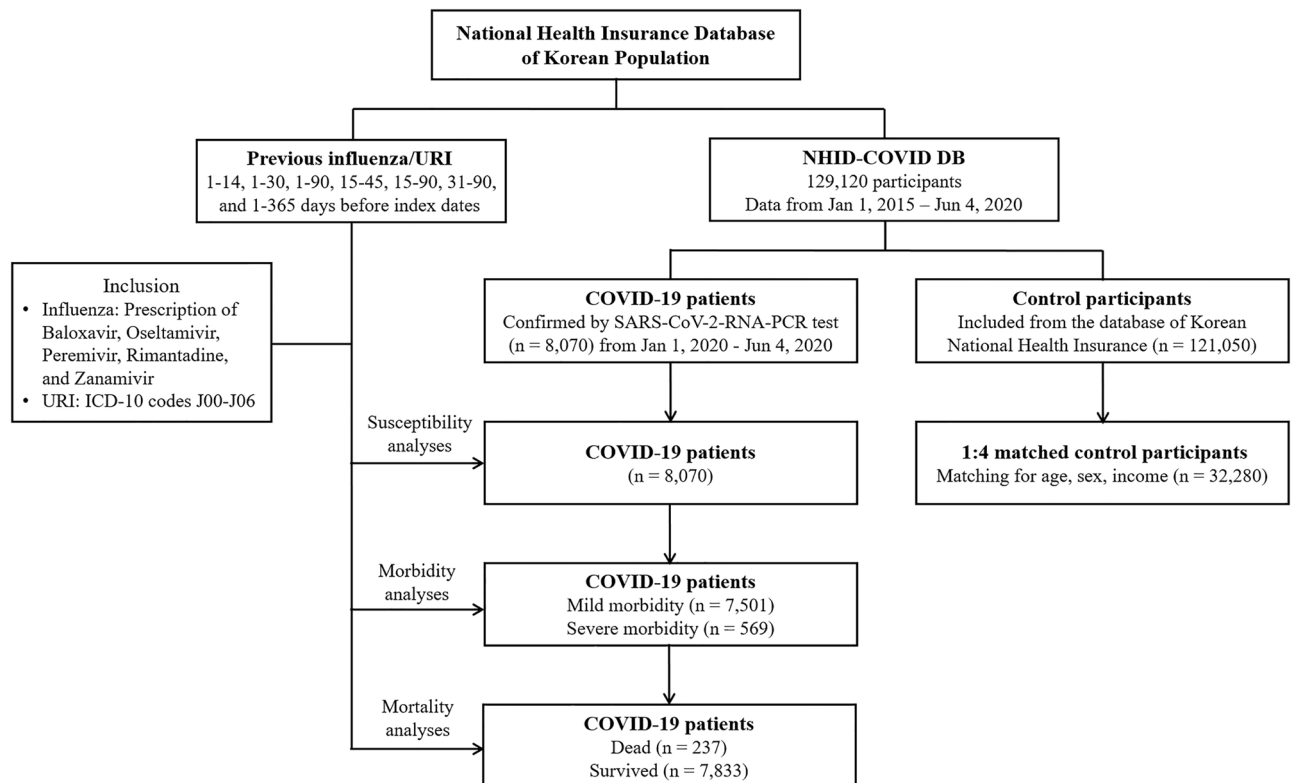 National Health Insurance Database
of Korean Population
Previous influenza/URI
1-14, 1-30, 1-90, 15-45, 15-90, 31-90,
and 1-365 days before index dates
NHID-COVID DB
129,120 participants
Data from Jan 1, 2015 – Jun 4, 2020
Inclusion
• Influenza: Prescription of
Baloxavir, Oseltamivir,
Peremivir, Rimantadine,
and Zanamivir
• URI: ICD-10 codes J00-J06
COVID-19 patients
Confirmed by SARS-CoV-2-RNA-PCR test
(n = 8,070) from Jan 1, 2020 - Jun 4, 2020
Control participants
Included from the database of Korean
National Health Insurance (n = 121,050)
Susceptibility
analyses
COVID-19 patients
(n = 8,070)
1:4 matched control participants
Matching for age, sex, income (n = 32,280)
Morbidity
analyses
COVID-19 patients
Mild morbidity (n = 7,501)
Severe morbidity (n = 569)
Mortality
analyses
COVID-19 patients
Dead (n = 237)
Survived (n = 7,833)